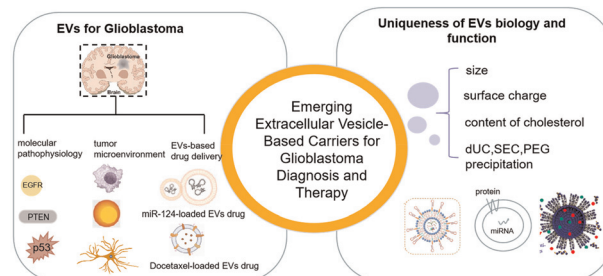 EVs for Glioblastoma
Glioblastoma
Brain
molecular
pathophysiology
tumor
microenvironment
EVs-based
drug delivery
EGFR
PTEN
p53
miR-124-loaded EVs drug
Docetaxel-loaded EVs drug
Emerging
Extracellular Vesicle-
Based Carriers for
Glioblastoma
Diagnosis and
Therapy
Uniqueness of EVs biology and
function
size
surface charge
content of cholesterol
dUC,SEC,PEG
precipitation
protein
miRNA